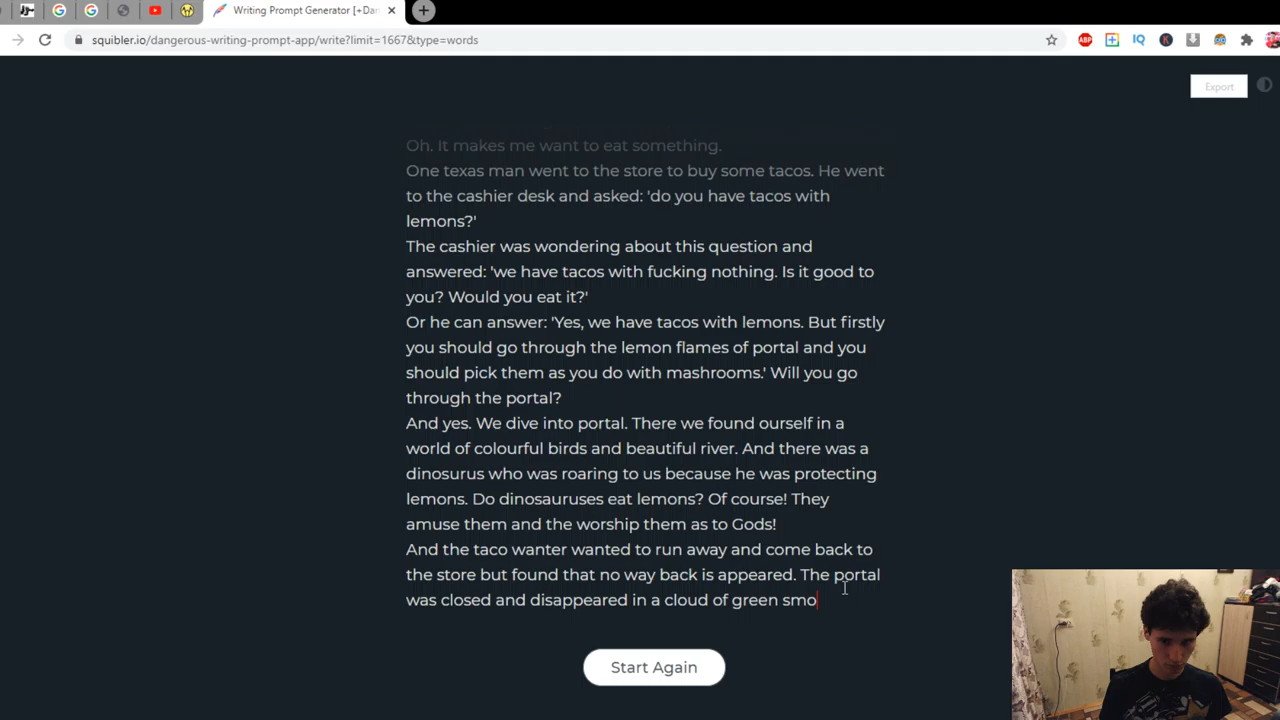 Writing Prompt Generator [+Dan
squibler.io/dangerous-writing-prompt-app/write?limit=1667&type=words
ABP
IQ
K
Export
Oh. It makes me want to eat something.
One texas man went to the store to buy some tacos. He went
to the cashier desk and asked: 'do you have tacos with
lemons?'
The cashier was wondering about this question and
answered: 'we have tacos with fucking nothing. Is it good to
you? Would you eat it?'
Or he can answer: 'Yes, we have tacos with lemons. But firstly
you should go through the lemon flames of portal and you
should pick them as you do with mashrooms.' Will you go
through the portal?
And yes. We dive into portal. There we found ourself in a
world of colourful birds and beautiful river. And there was a
dinosurus who was roaring to us because he was protecting
lemons. Do dinosauruses eat lemons? Of course! They
amuse them and the worship them as to Gods!
And the taco wanter wanted to run away and come back to
the store but found that no way back is appeared. The portal
was closed and disappeared in a cloud of green smo
Start Again